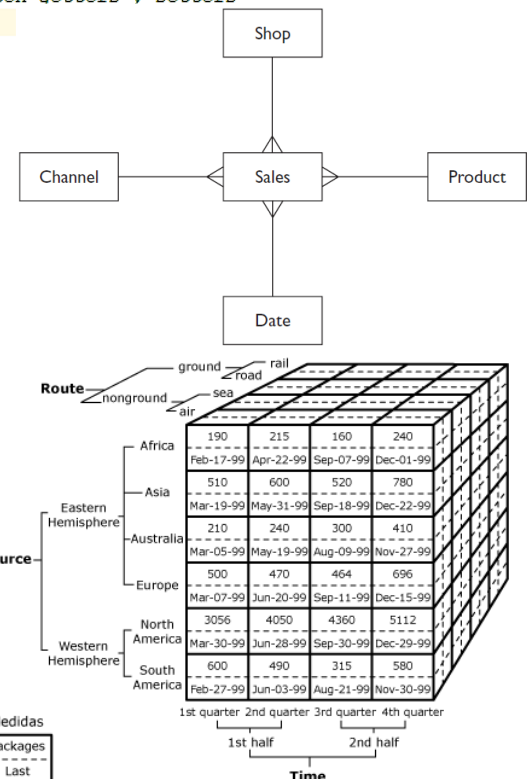 Shop
Channel
Sales
Product
Date
ground
rail
road
Route
nonground
sea
air
Africa
190 215 160 240
Feb-17-99 Apr-22-99 Sep-07-99 Dec-01-99
Asia
510 600 520 780
Mar-19-99 May-31-99 Sep-18-99 Dec-22-99
Eastern
Hemisphere
Australia
210 240 300 410
Mar-05-99 May-19-99 Aug-09-99 Nov-27-99
urce
Europe
500 470 464 696
Mar-07-99 Jun-20-99 Sep-11-99 Dec-15-99
Western
Hemisphere
North
America
3056 4050 4360 5112
Mar-30-99 Jun-28-99 Sep-30-99 Dec-29-99
South
America
600 490 315 580
Feb-27-99 Jun-03-99 Aug-21-99 Nov-30-99
1st quarter 2nd quarter 3rd quarter 4th quarter
edidas
1st half 2nd half
ackages
Last
Time